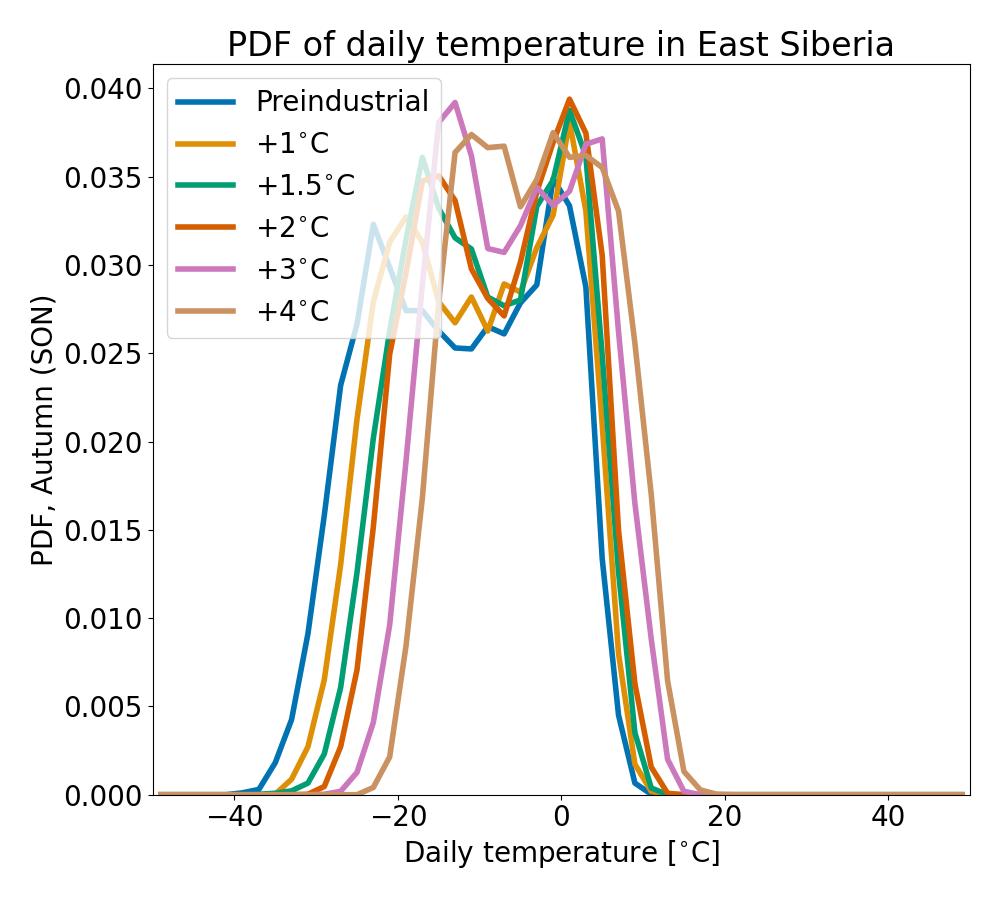 PDF of daily temperature in East Siberia
Preindustrial
+1°C
+1.5°C
+2°C
+3°C
+4°C
PDF, Autumn (SON)
0.040
0.035
0.030
0.025
0.020
0.015
0.010
0.005
0.000
−40 −20 0 20 40
Daily temperature [°C]